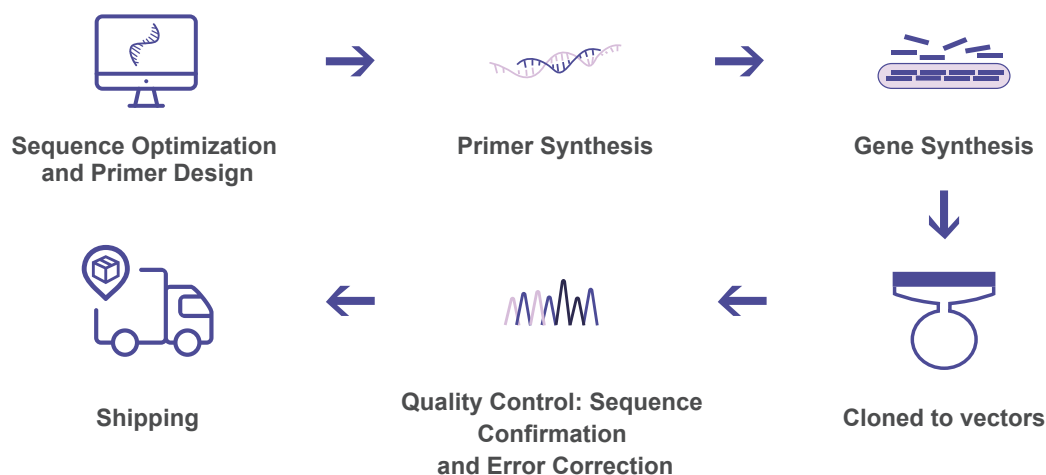 Sequence Optimization
and Primer Design
Primer Synthesis
Gene Synthesis
Cloned to vectors
Quality Control: Sequence
Confirmation
and Error Correction
Shipping